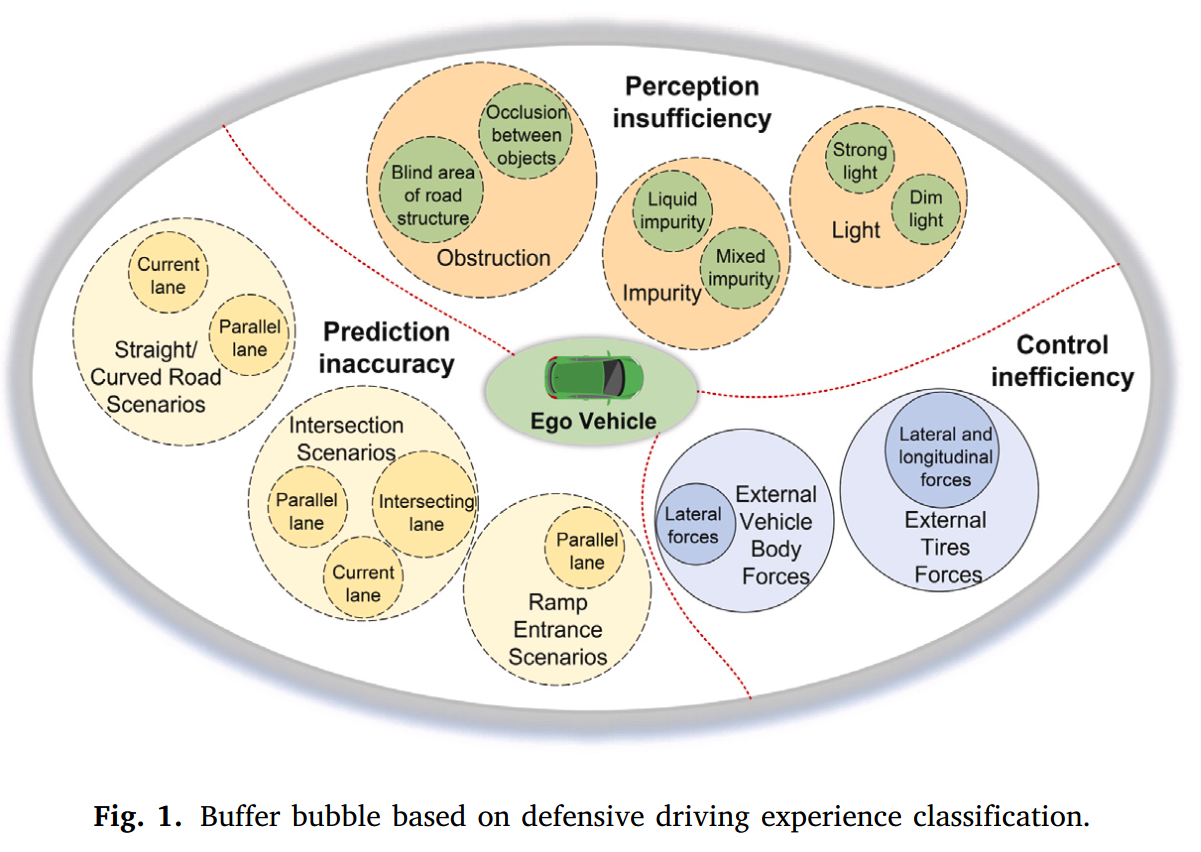 Perception
insufficiency
Occlusion
between
objects
Blind area
of road
structure
Obstruction
Liquid
impurity
Mixed
impurity
Impurity
Strong
light
Dim
light
Light
Prediction
inaccuracy
Current
lane
Parallel
lane
Straight/
Curved Road
Scenarios
Intersection
Scenarios
Parallel
lane
Intersecting
lane
Current
lane
Parallel
lane
Ramp
Entrance
Scenarios
Ego Vehicle
Control
inefficiency
Lateral
forces
External
Vehicle
Body
Forces
Lateral and
longitudinal
forces
External
Tires
Forces
Fig. 1. Buffer bubble based on defensive driving experience classification.